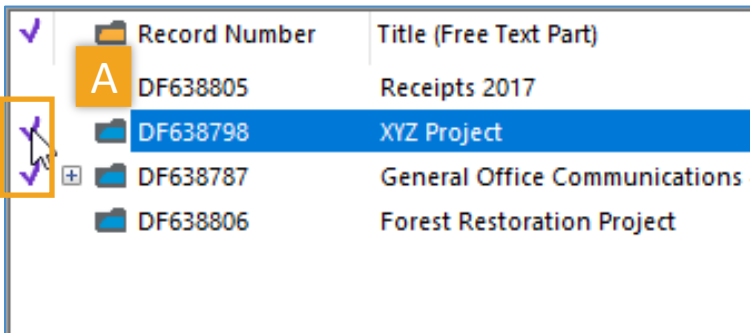 Record Number Title (Free Text Part)
A
DF638805 Receipts 2017
DF638798 XYZ Project
DF638787 General Office Communications
DF638806 Forest Restoration Project